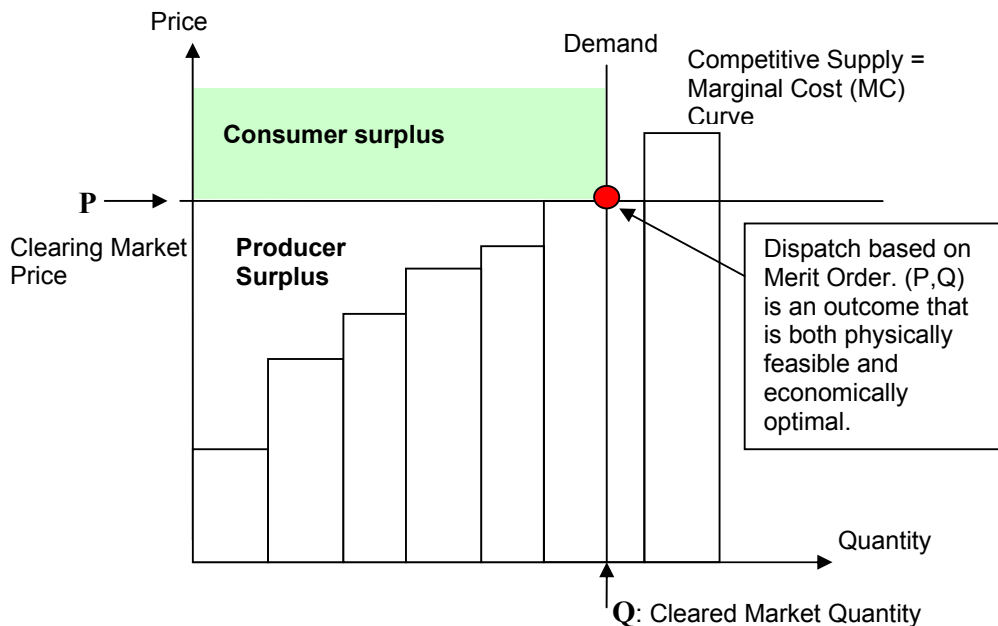 Price
Demand
Competitive Supply =
Marginal Cost (MC)
Curve
Consumer surplus
P
Clearing Market
Price
Producer
Surplus
Dispatch based on
Merit Order. (P,Q)
is an outcome that
is both physically
feasible and
economically
optimal.
Quantity
Q: Cleared Market Quantity